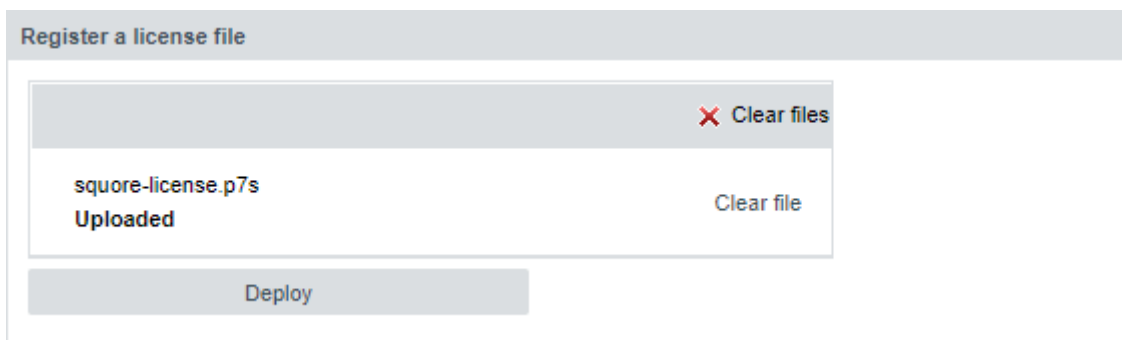 Register a license file
Clear files
squore-license.p7s
Uploaded
Clear file
Deploy